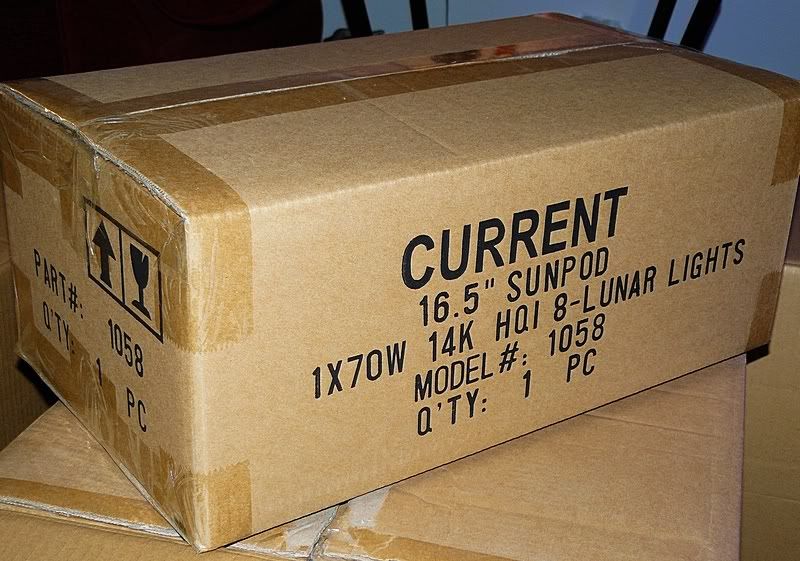 PART#: 1058
Q'TY: 1 PC
CURRENT
16.5" SUNPOD
1X70W 14K HQI 8-LUNAR LIGHTS
MODEL#: 1058
Q'TY: 1 PC